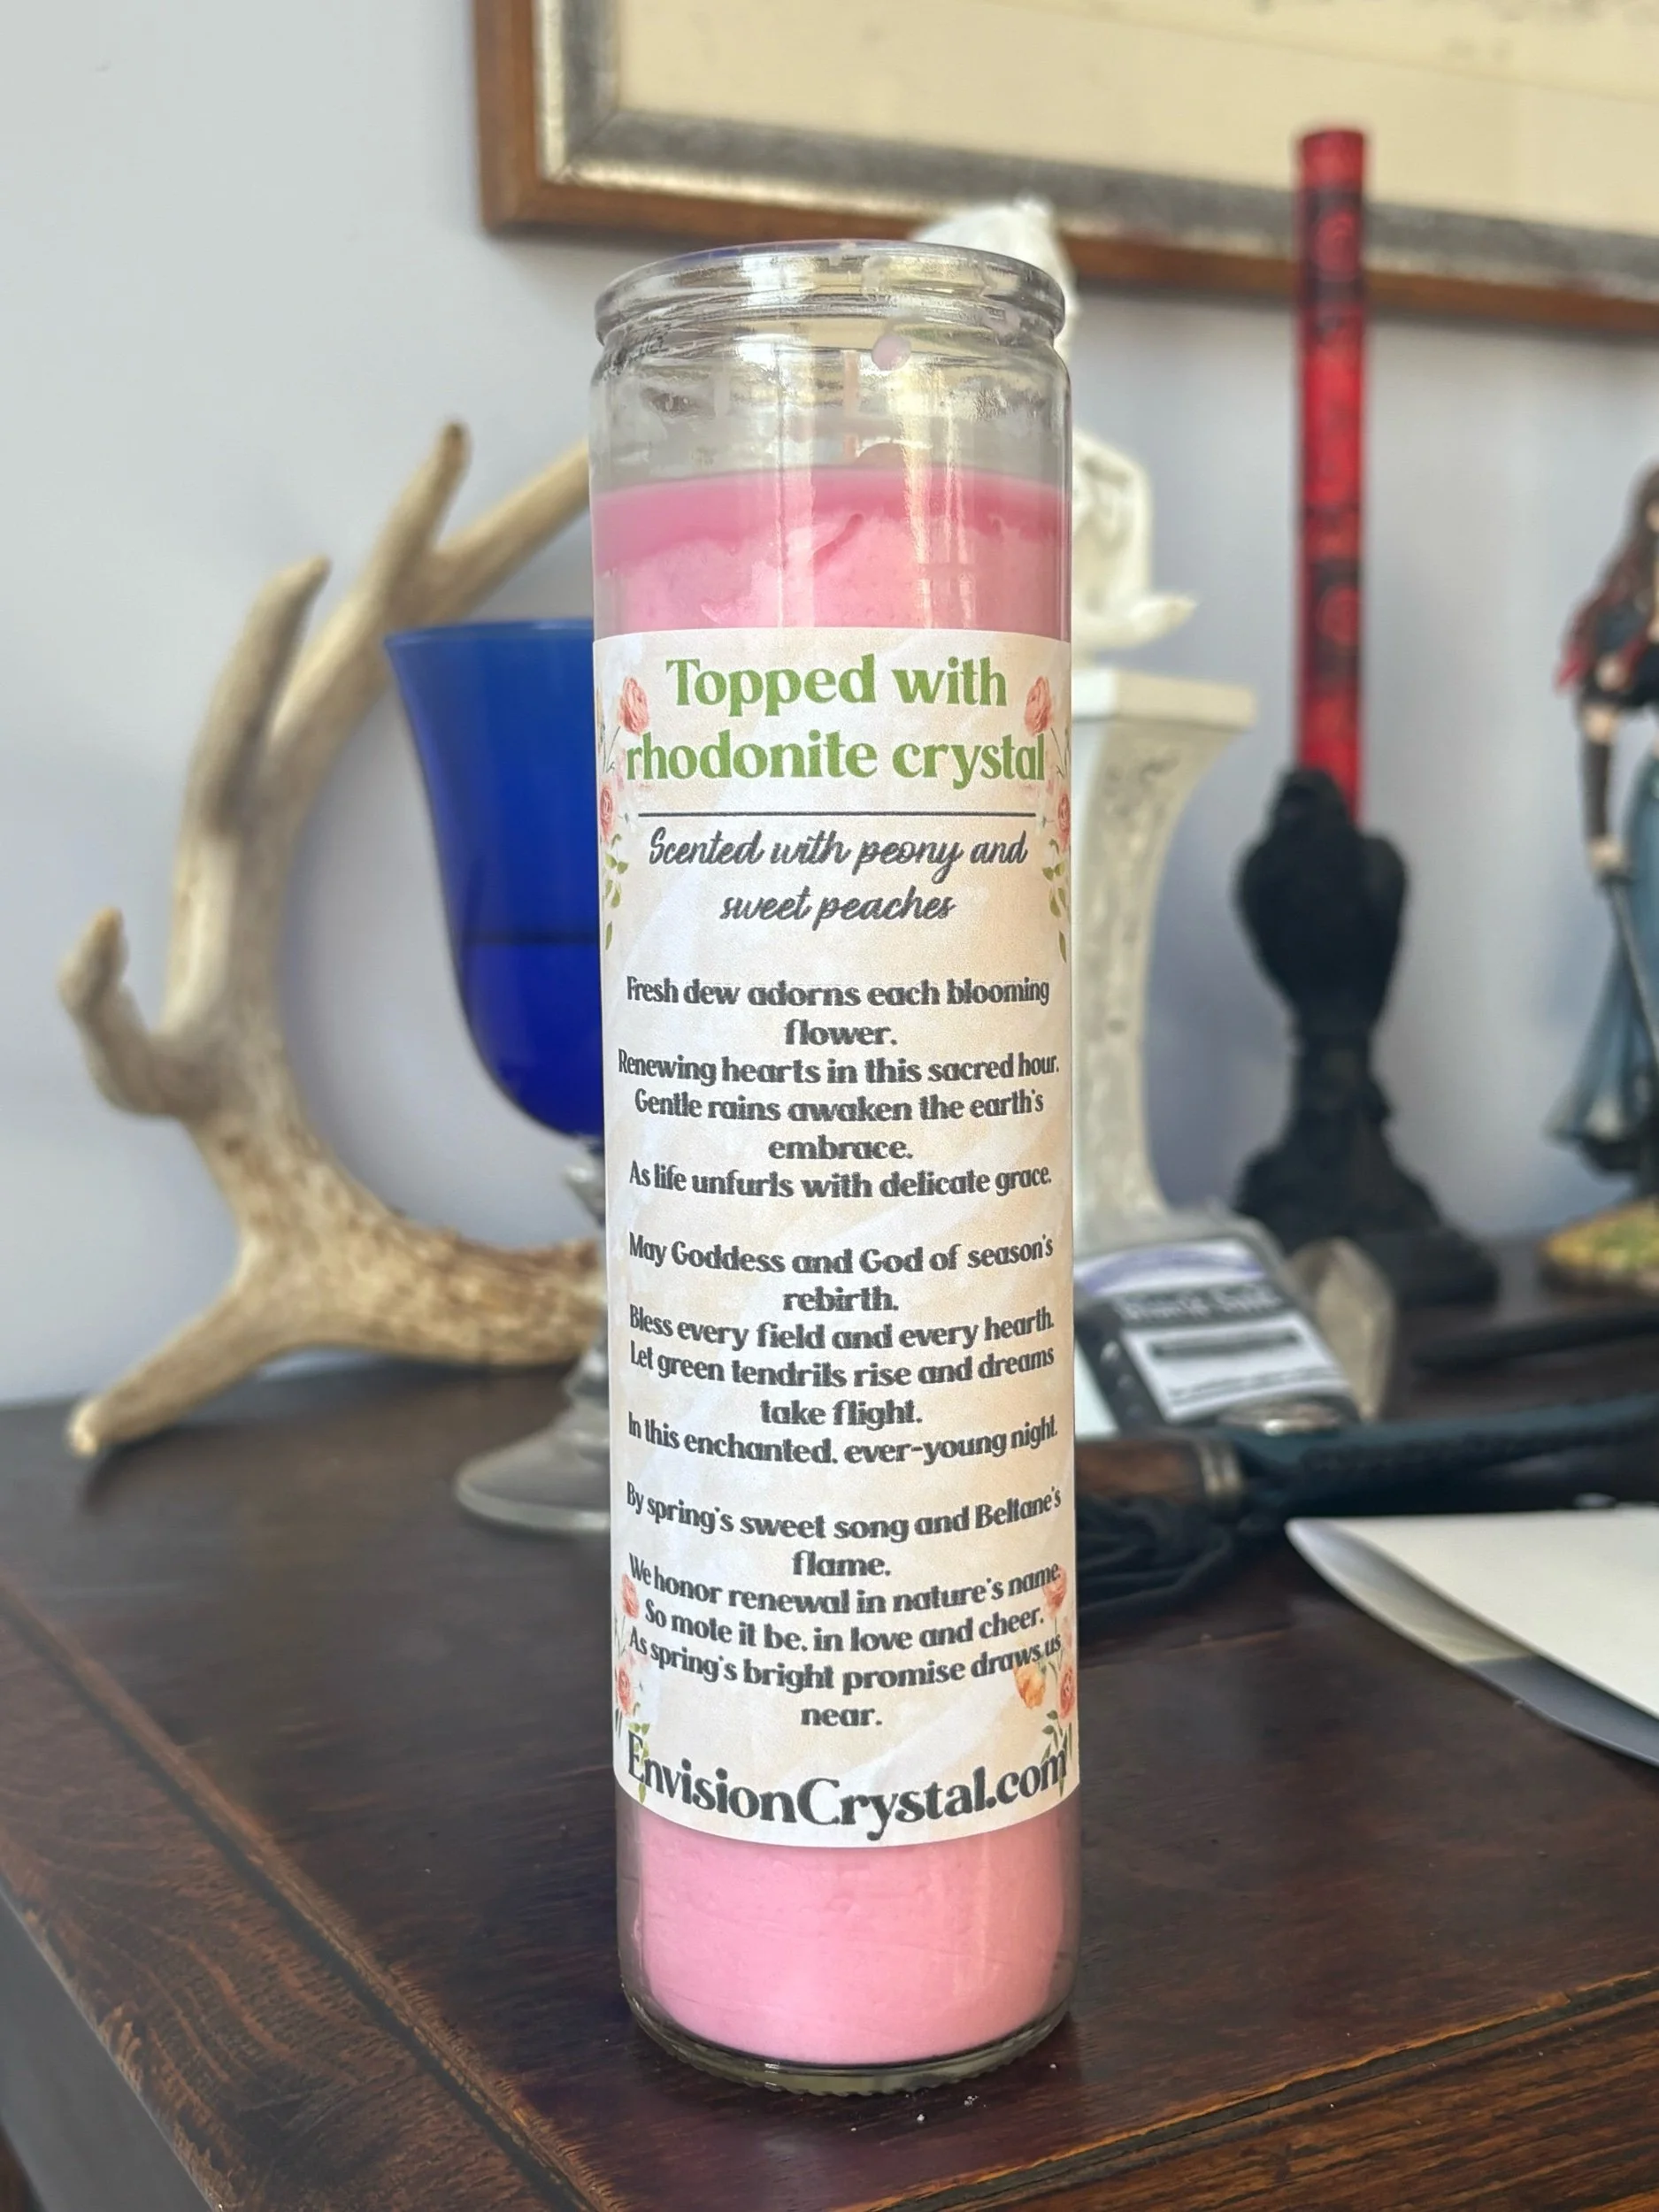 Topped with
rhodonite crystal
Scented with peony and
sweet peaches
Fresh dew adorns each blooming
flower.
Renewing hearts in this sacred hour.
Gentle rains awaken the earth's
embrace.
As life unfurls with delicate grace.
May Goddess and God of season's
rebirth.
Bless every field and every hearth.
Let green tendrils rise and dreams
take flight.
In this enchanted, ever-young night.
By spring's sweet song and Beltane's
flame.
We honor renewal in nature's name.
So mote it be, in love and cheer.
As spring's bright promise draws us
near.
EnvisionCrystal.com